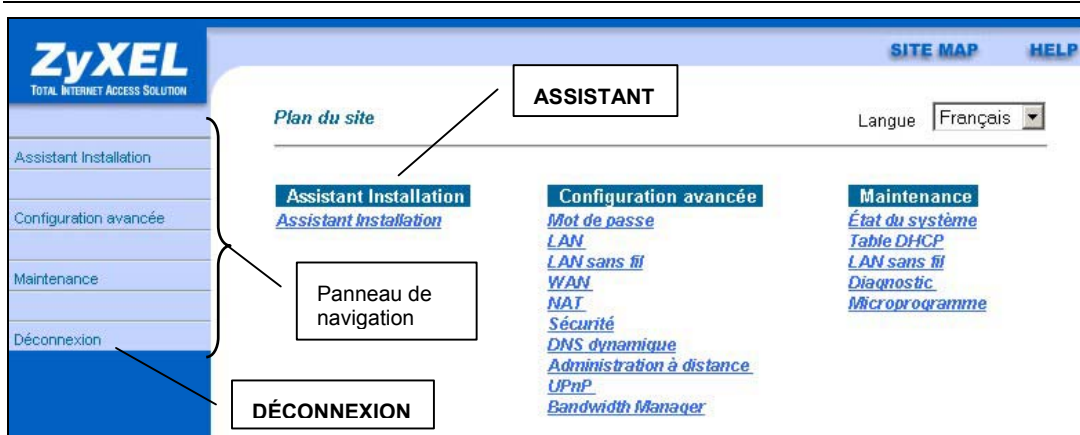 ZyXEL
TOTAL INTERNET ACCESS SOLUTION
SITE MAP
HELP
ASSISTANT
Plan du site
Langue
Français
Assistant Installation
Configuration avancée
Maintenance
Déconnexion
Panneau de
navigation
DÉCONNEXION
Assistant Installation
Assistant Installation
Configuration avancée
Mot de passe
LAN
LAN sans fil
WAN
NAT
Sécurité
DNS dynamique
Administration à distance
UPnP
Bandwidth Manager
Maintenance
État du système
Table DHCP
LAN sans fil
Diagnostic
Microprogramme